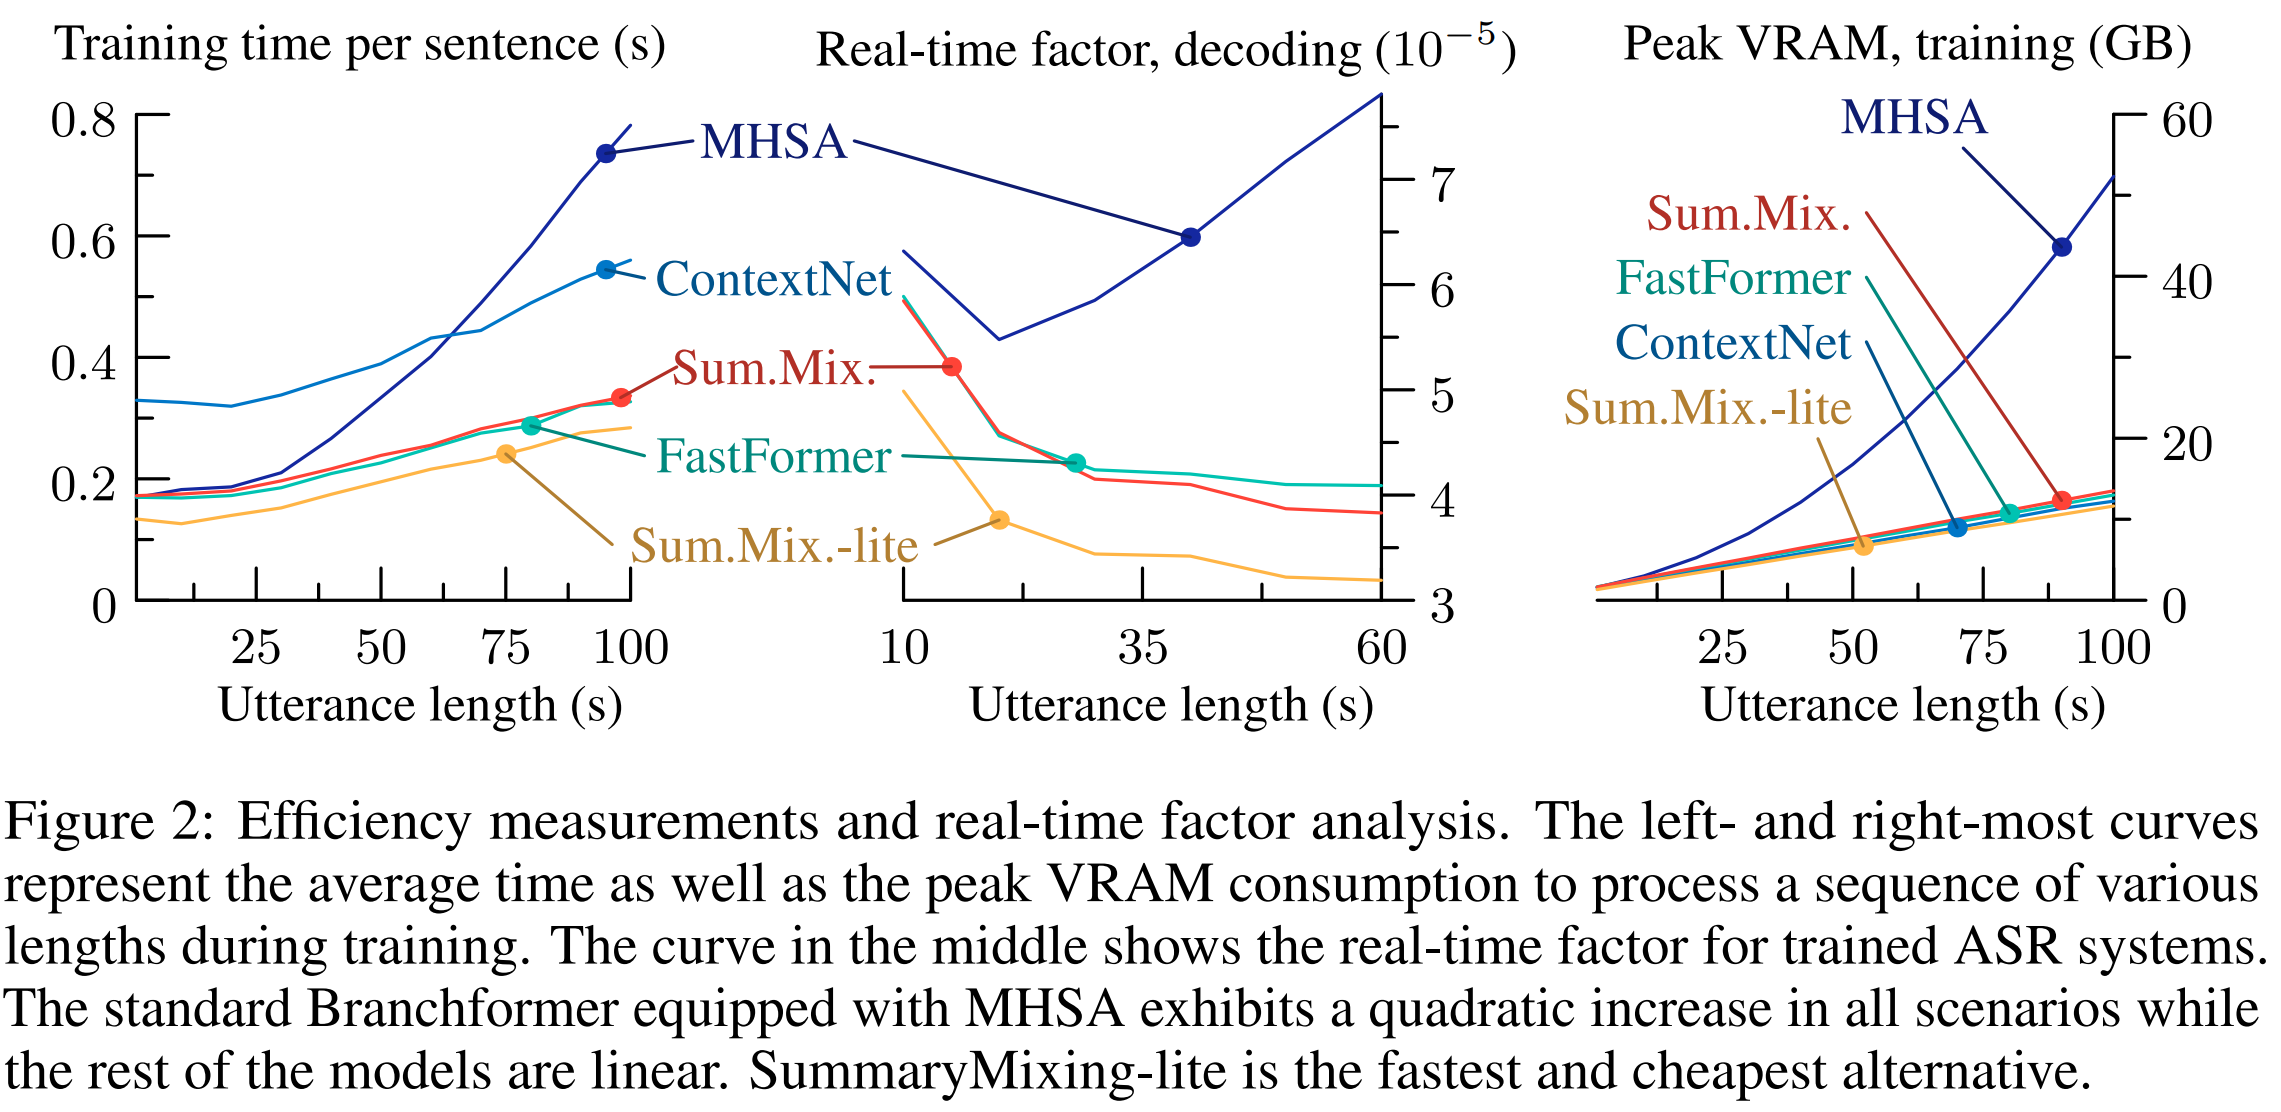 Training time per sentence (s)
Real-time factor, decoding (10⁻⁵)
Peak VRAM, training (GB)
0.8
0.6
0.4
0.2
0
25 50 75 100
Utterance length (s)
MHSA
ContextNet
Sum.Mix.
FastFormer
Sum.Mix.-lite
7
6
5
4
3
10 35 60
Utterance length (s)
MHSA
Sum.Mix.
FastFormer
ContextNet
Sum.Mix.-lite
60
40
20
0
25 50 75 100
Utterance length (s)
Figure 2: Efficiency measurements and real-time factor analysis. The left- and right-most curves
represent the average time as well as the peak VRAM consumption to process a sequence of various
lengths during training. The curve in the middle shows the real-time factor for trained ASR systems.
The standard Branchformer equipped with MHSA exhibits a quadratic increase in all scenarios while
the rest of the models are linear. SummaryMixing-lite is the fastest and cheapest alternative.